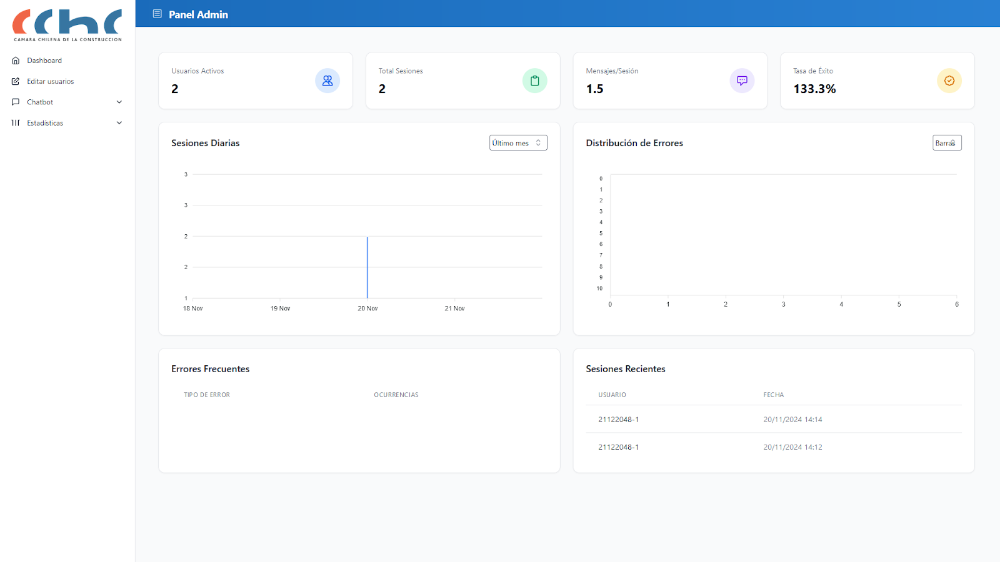 cchc
CAMARA CHILENA DE LA CONSTRUCCION
Dashboard
Editar usuarios
Chatbot
Estadísticas
Panel Admin
Usuarios Activos
2
Total Sesiones
2
Mensajes/Sesión
1.5
Tasa de Éxito
133.3%
Sesiones Diarias
Último mes
3
3
2
2
1
18 Nov
19 Nov
20 Nov
21 Nov
Distribución de Errores
Barras
0
1
2
3
4
5
6
7
8
9
10
0
1
2
3
4
5
6
Errores Frecuentes
TIPO DE ERROR
OCURRENCIAS
Sesiones Recientes
USUARIO
FECHA
21122048-1
20/11/2024 14:14
21122048-1
20/11/2024 14:12